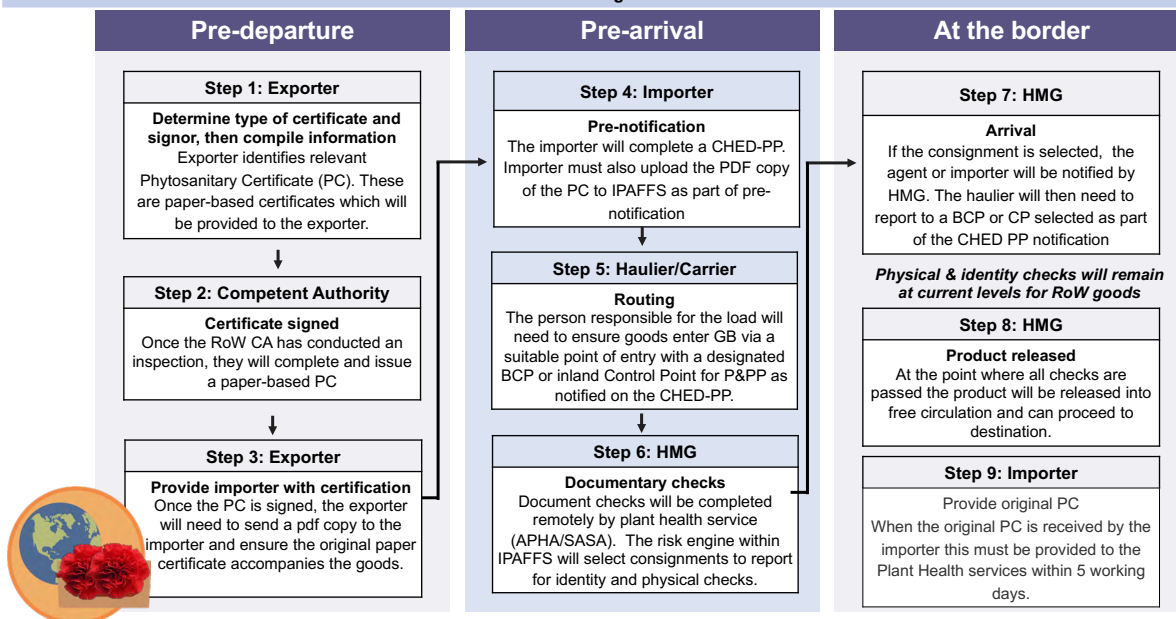 Pre-departure
Step 1: Exporter
Determine type of certificate and
signor, then compile information
Exporter identifies relevant
Phytosanitary Certificate (PC). These
are paper-based certificates which will
be provided to the exporter.
Step 2: Competent Authority
Certificate signed
Once the RoW CA has conducted an
inspection, they will complete and issue
a paper-based PC
Step 3: Exporter
Provide importer with certification
Once the PC is signed, the exporter
will need to send a pdf copy to the
importer and ensure the original paper
certificate accompanies the goods.
Pre-arrival
Step 4: Importer
Pre-notification
The importer will complete a CHED-PP.
Importer must also upload the PDF copy
of the PC to IPAFFS as part of pre-
notification
Step 5: Haulier/Carrier
Routing
The person responsible for the load will
need to ensure goods enter GB via a
suitable point of entry with a designated
BCP or inland Control Point for P&PP as
notified on the CHED-PP.
Step 6: HMG
Documentary checks
Document checks will be completed
remotely by plant health service
(APHA/SASA). The risk engine within
IPAFFS will select consignments to report
for identity and physical checks.
At the border
Step 7: HMG
Arrival
If the consignment is selected, the
agent or importer will be notified by
HMG. The haulier will then need to
report to a BCP or CP selected as part
of the CHED PP notification
Physical & identity checks will remain
at current levels for RoW goods
Step 8: HMG
Product released
At the point where all checks are
passed the product will be released into
free circulation and can proceed to
destination.
Step 9: Importer
Provide original PC
When the original PC is received by the
importer this must be provided to the
Plant Health services within 5 working
days.